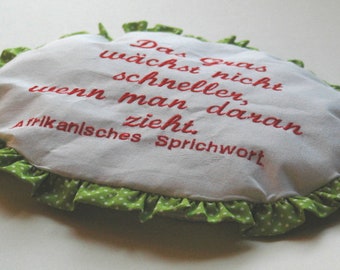 Das Gras
wächst nicht
schneller,
wenn man daran
zieht.
Afrikanisches Sprichwort